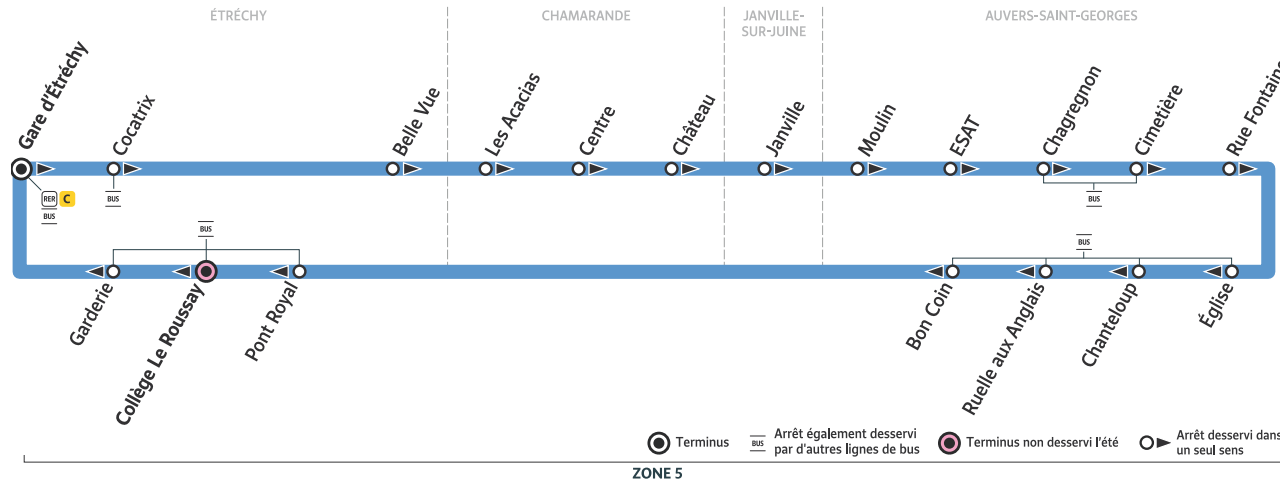 ÉTRÉCHY
CHAMARANDE
JANVILLE-
SUR-JUINE
AUVERS-SAINT-GEORGES
Gare d'Étréchy
Cocatrix
Belle Vue
Les Acacias
Centre
Château
Janville
Moulin
ESAT
Chagregnon
Cimetière
Rue Fontaine
RER C
BUS
BUS
BUS
BUS
BUS
Garderie
Collège Le Roussay
Pont Royal
Bon Coin
Ruelle aux Anglais
Chanteloup
Église
Terminus
BUS
Arrêt également desservi
par d'autres lignes de bus
Terminus non desservi l'été
Arrêt desservi dans
un seul sens
ZONE 5